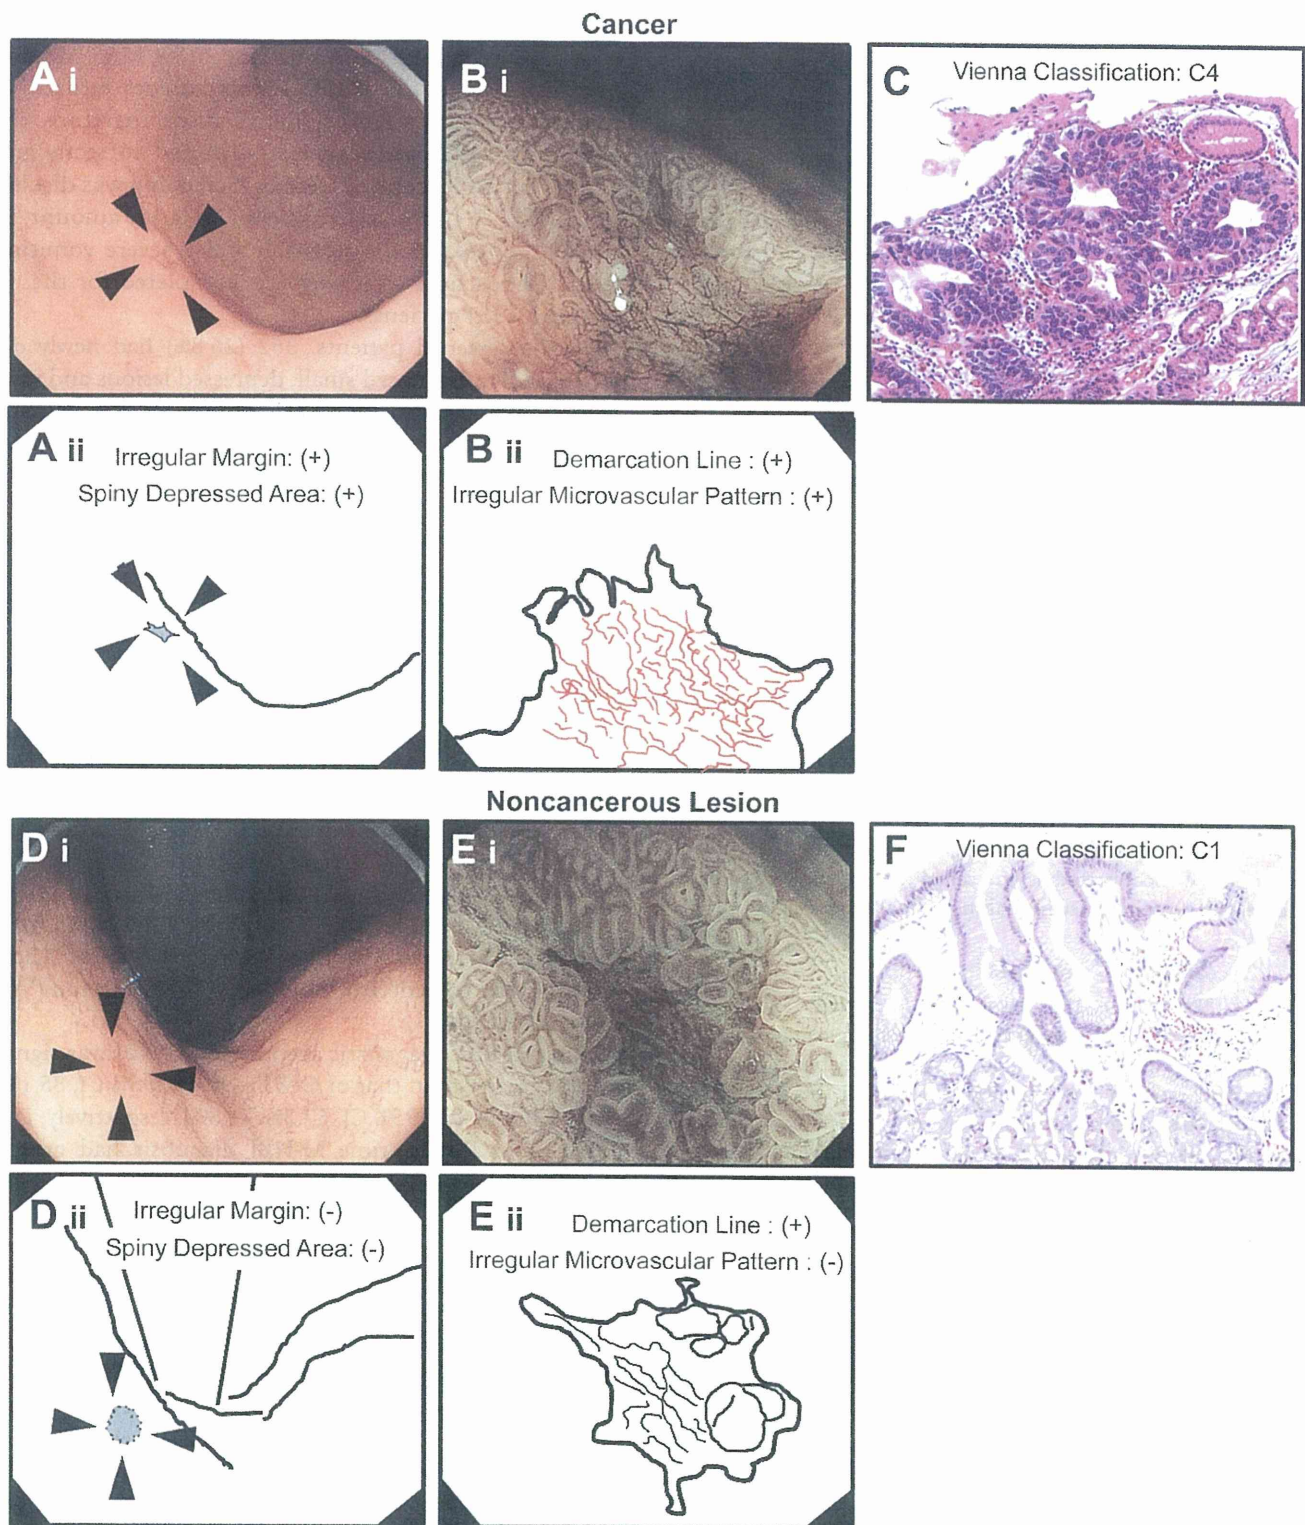 Cancer
A i
B i
C Vienna Classification: C4
A ii Irregular Margin: (+)
Spiny Depressed Area: (+)
B ii Demarcation Line : (+)
Irregular Microvascular Pattern : (+)
Noncancerous Lesion
D i
E i
F Vienna Classification: C1
D ii Irregular Margin: (-)
Spiny Depressed Area: (-)
E ii Demarcation Line : (+)
Irregular Microvascular Pattern : (-)